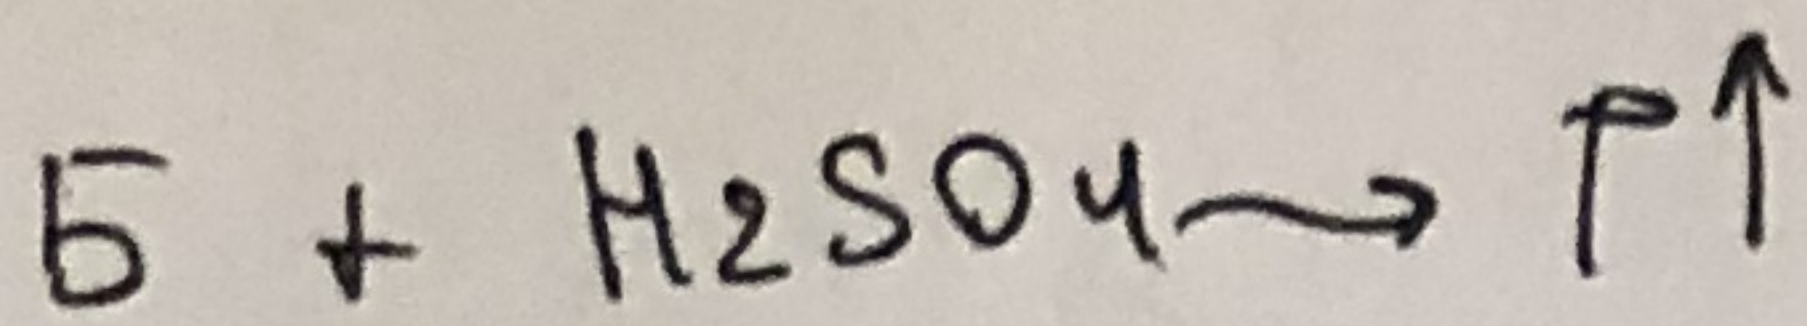 Б + H2SO4 → Г↑